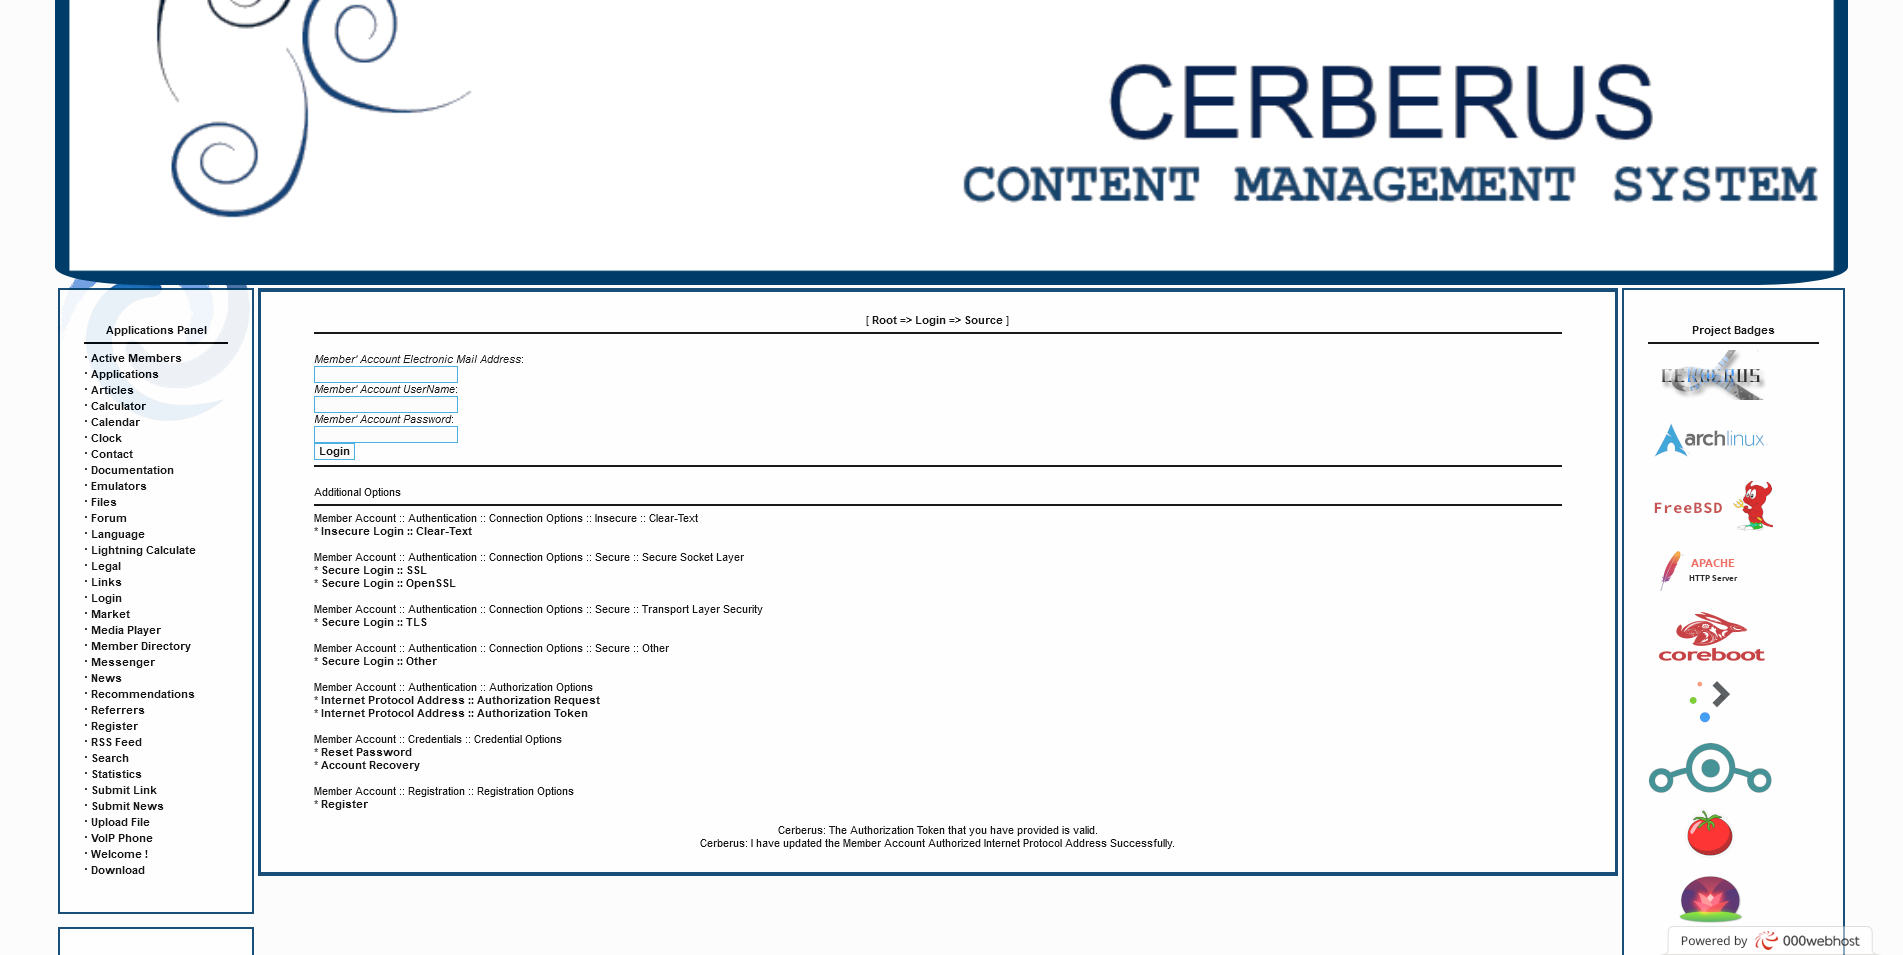 CERBERUS
CONTENT MANAGEMENT SYSTEM
Applications Panel
· Active Members
· Applications
· Articles
· Calculator
· Calendar
· Clock
· Contact
· Documentation
· Emulators
· Files
· Forum
· Language
· Lightning Calculate
· Legal
· Links
· Login
· Market
· Media Player
· Member Directory
· Messenger
· News
· Recommendations
· Referrers
· Register
· RSS Feed
· Search
· Statistics
· Submit Link
· Submit News
· Upload File
· VoIP Phone
· Welcome !
· Download
[ Root => Login => Source ]
Member' Account Electronic Mail Address:
Member' Account UserName:
Member' Account Password:
Login
Additional Options
Member Account :: Authentication :: Connection Options :: Insecure :: Clear-Text
* Insecure Login :: Clear-Text
Member Account :: Authentication :: Connection Options :: Secure :: Secure Socket Layer
* Secure Login :: SSL
* Secure Login :: OpenSSL
Member Account :: Authentication :: Connection Options :: Secure :: Transport Layer Security
* Secure Login :: TLS
Member Account :: Authentication :: Connection Options :: Secure :: Other
* Secure Login :: Other
Member Account :: Authentication :: Authorization Options
* Internet Protocol Address :: Authorization Request
* Internet Protocol Address :: Authorization Token
Member Account :: Credentials :: Credential Options
* Reset Password
* Account Recovery
Member Account :: Registration :: Registration Options
* Register
Cerberus: The Authorization Token that you have provided is valid.
Cerberus: I have updated the Member Account Authorized Internet Protocol Address Successfully.
Project Badges
CERBERUS
archlinux
FreeBSD
APACHE
HTTP Server
coreboot
Powered by 000webhost